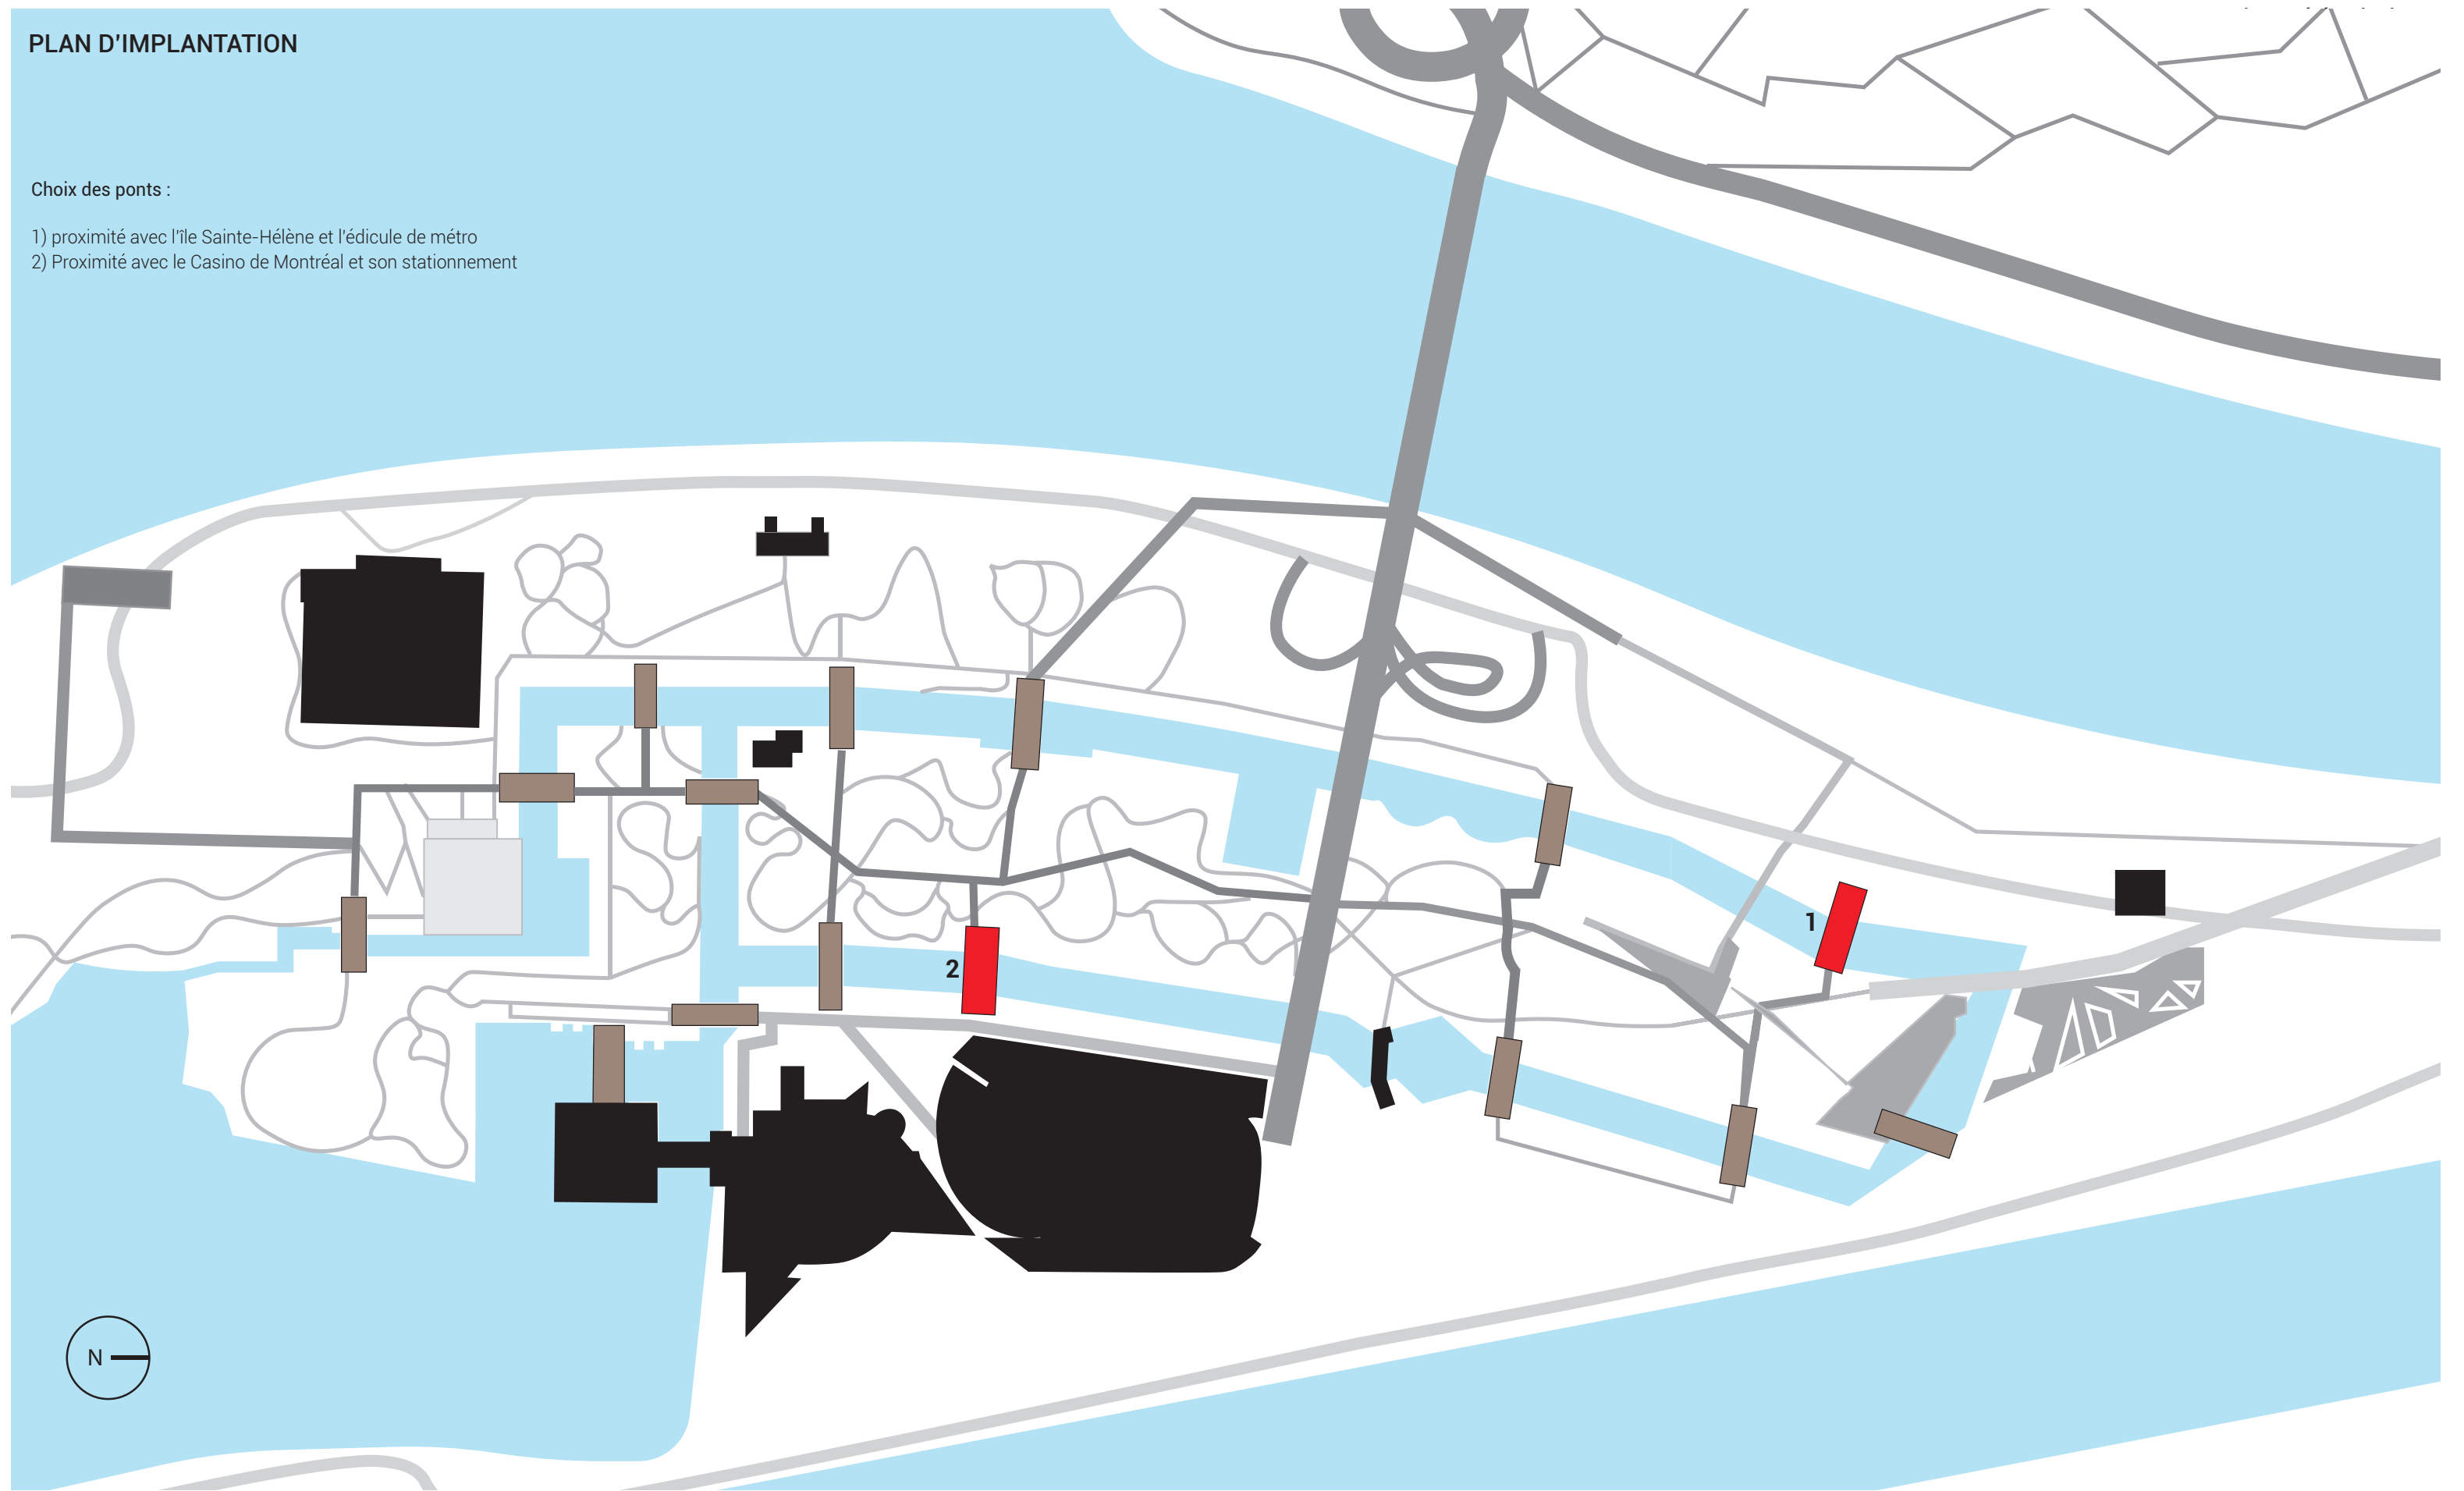 PLAN D’IMPLANTATION
Choix des ponts :
1) proximité avec l’île Sainte-Hélène et l’édicule de métro
2) Proximité avec le Casino de Montréal et son stationnement
1
2
N